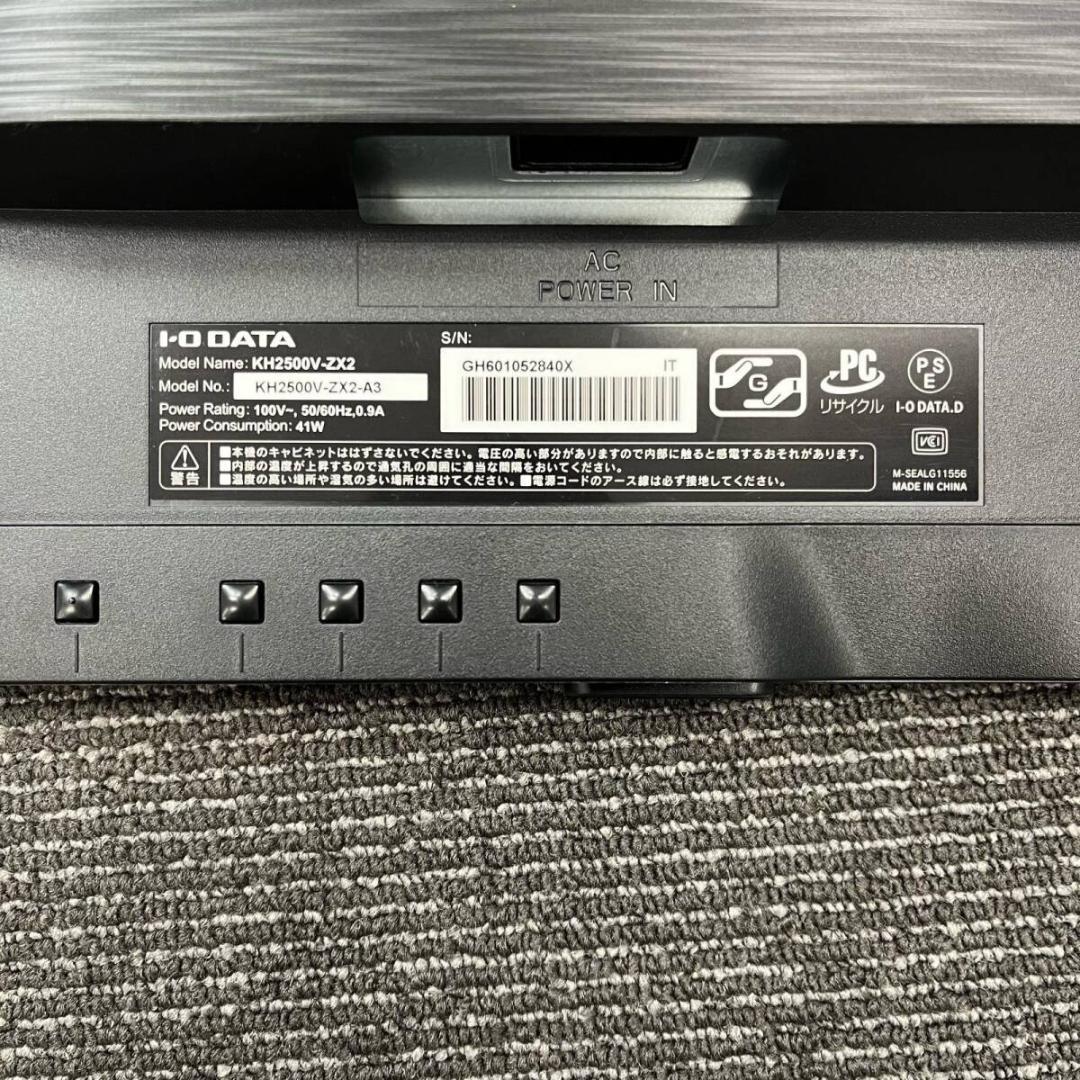 AC
POWER IN
I-O DATA
Model Name: KH2500V-ZX2
Model No.: KH2500V-ZX2-A3
Power Rating: 100V~, 50/60Hz,0.9A
Power Consumption: 41W
S/N:
GH601052840X IT
G
PC
リサイクル
PSE
I-O DATA.D
VCI
M-SEALG11556
MADE IN CHINA
警告
■本機のキャビネットははずさないでください。電圧の高い部分がありますので内部に触ると感電するおそれがあります。
■内部の温度が上昇するので通気孔の周囲に適当な間隔をおいてください。
■温度の高い場所や湿気の多い場所は避けてください。■電源コードのアース線は必ず接地してください。